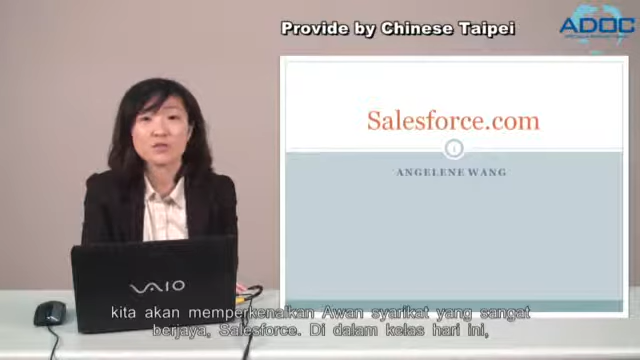 Provide by Chinese Taipei
ADOC
Salesforce.com
1
ANGELENE WANG
VAIO
kita akan memperkenalkan Awan syarikat yang sangat
berjaya, Salesforce. Di dalam kelas hari ini,